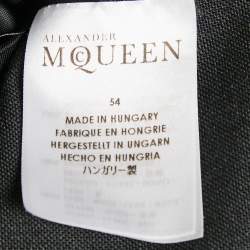 ALEXANDER
McQUEEN
54
MADE IN HUNGARY
FABRIQUE EN HONGRIE
HERGESTELLT IN UNGARN
HECHO EN HUNGRIA
ハンガリー製